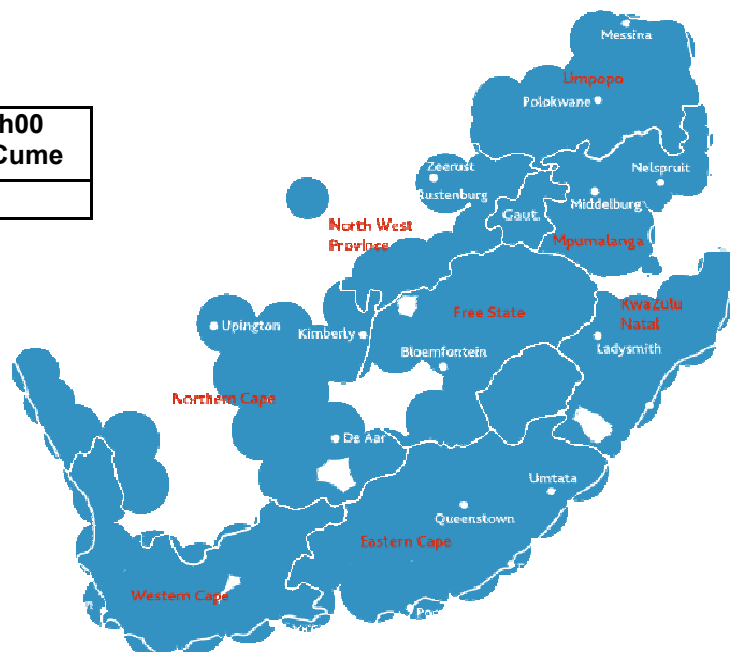 h00
Cume
Messina
Limpopo
Polokwane
Zeerust
Rustenburg
Nelspruit
Middelburg
Gaut.
North West
Province
Mpumalanga
Free State
KwaZulu
Natal
Upington
Kimberly
Ladysmith
Bloemfontein
Northern Cape
De Aar
Umtata
Queenstown
Eastern Cape
Western Cape